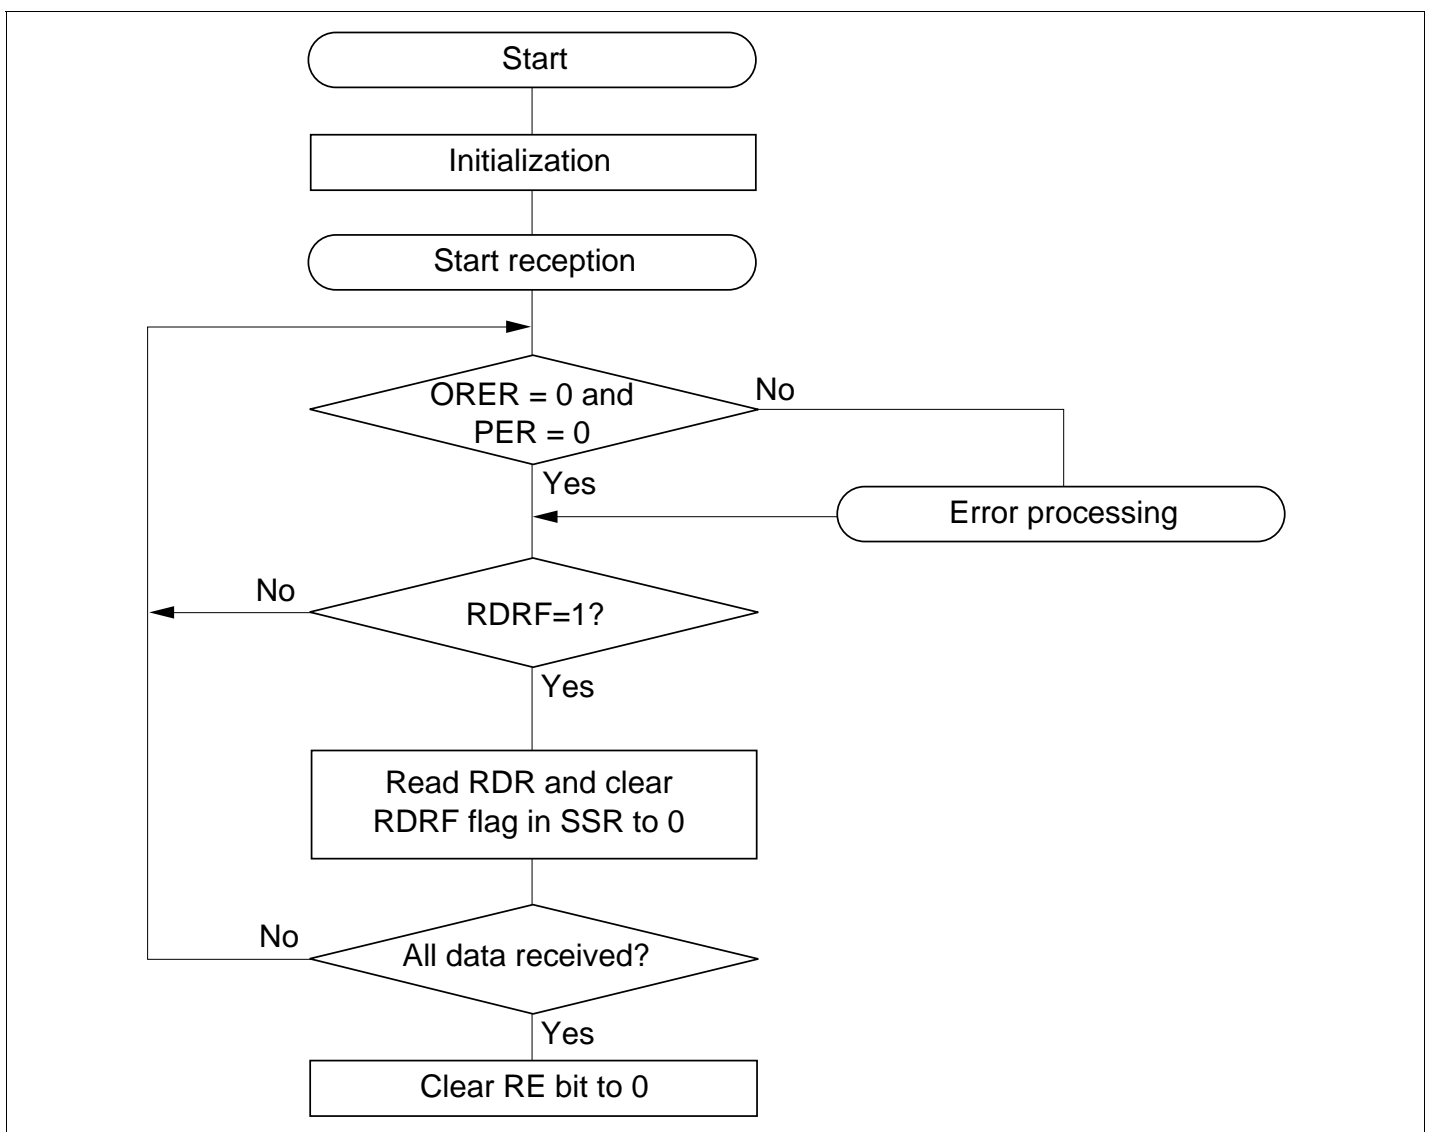 Start
Initialization
Start reception
ORER = 0 and
PER = 0
No
Yes
Error processing
No
RDRF=1?
Yes
Read RDR and clear
RDRF flag in SSR to 0
No
All data received?
Yes
Clear RE bit to 0